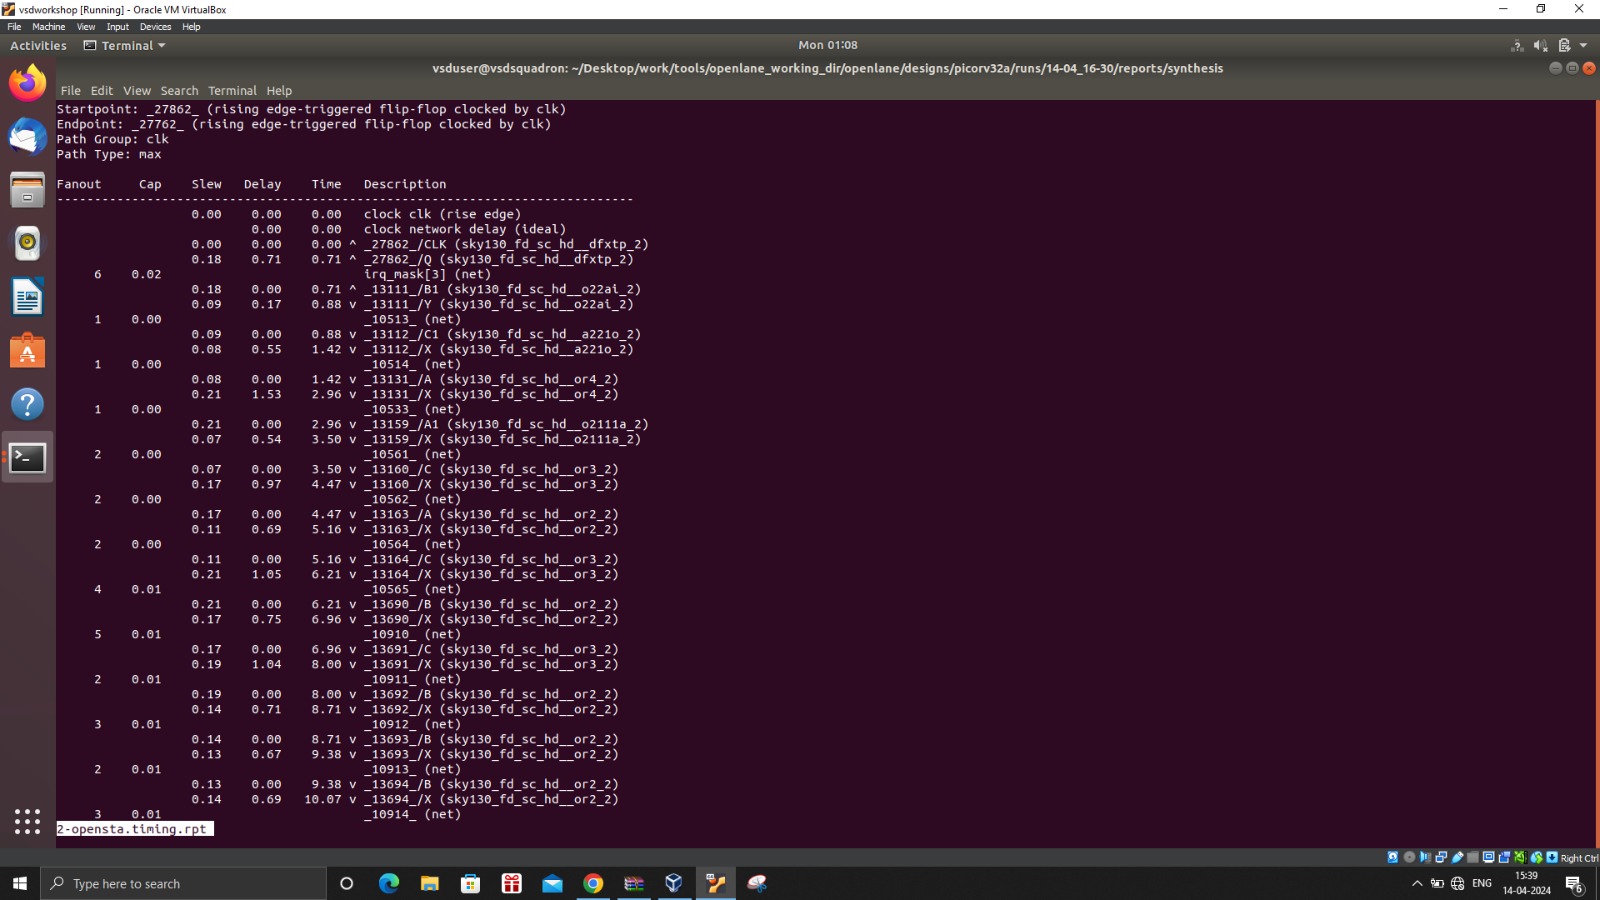 vsdworkshop [Running] - Oracle VM VirtualBox
File Machine View Input Devices Help
Activities Terminal Mon 01:08
vsduser@vsdsquadron: ~/Desktop/work/tools/openlane_working_dir/openlane/designs/picorv32a/runs/14-04_16-30/reports/synthesis
File Edit View Search Terminal Help
Startpoint: _27862_ (rising edge-triggered flip-flop clocked by clk)
Endpoint: _27762_ (rising edge-triggered flip-flop clocked by clk)
Path Group: clk
Path Type: max
Fanout Cap Slew Delay Time Description
-----------------------------------------------------------------------------
0.00 0.00 0.00 clock clk (rise edge)
0.00 0.00 clock network delay (ideal)
0.00 0.00 0.00 ^ _27862_/CLK (sky130_fd_sc_hd__dfxtp_2)
0.18 0.71 0.71 ^ _27862_/Q (sky130_fd_sc_hd__dfxtp_2)
6 0.02 irq_mask[3] (net)
0.18 0.00 0.71 ^ _13111_/B1 (sky130_fd_sc_hd__o22ai_2)
0.09 0.17 0.88 v _13111_/Y (sky130_fd_sc_hd__o22ai_2)
1 0.00 _10513_ (net)
0.09 0.00 0.88 v _13112_/C1 (sky130_fd_sc_hd__a221o_2)
0.08 0.55 1.42 v _13112_/X (sky130_fd_sc_hd__a221o_2)
1 0.00 _10514_ (net)
0.08 0.00 1.42 v _13131_/A (sky130_fd_sc_hd__or4_2)
0.21 1.53 2.96 v _13131_/X (sky130_fd_sc_hd__or4_2)
1 0.00 _10533_ (net)
0.21 0.00 2.96 v _13159_/A1 (sky130_fd_sc_hd__o2111a_2)
0.07 0.54 3.50 v _13159_/X (sky130_fd_sc_hd__o2111a_2)
2 0.00 _10561_ (net)
0.07 0.00 3.50 v _13160_/C (sky130_fd_sc_hd__or3_2)
0.17 0.97 4.47 v _13160_/X (sky130_fd_sc_hd__or3_2)
2 0.00 _10562_ (net)
0.17 0.00 4.47 v _13163_/A (sky130_fd_sc_hd__or2_2)
0.11 0.69 5.16 v _13163_/X (sky130_fd_sc_hd__or2_2)
2 0.00 _10564_ (net)
0.11 0.00 5.16 v _13164_/C (sky130_fd_sc_hd__or3_2)
0.21 1.05 6.21 v _13164_/X (sky130_fd_sc_hd__or3_2)
4 0.01 _10565_ (net)
0.21 0.00 6.21 v _13690_/B (sky130_fd_sc_hd__or2_2)
0.17 0.75 6.96 v _13690_/X (sky130_fd_sc_hd__or2_2)
5 0.01 _10910_ (net)
0.17 0.00 6.96 v _13691_/C (sky130_fd_sc_hd__or3_2)
0.19 1.04 8.00 v _13691_/X (sky130_fd_sc_hd__or3_2)
2 0.01 _10911_ (net)
0.19 0.00 8.00 v _13692_/B (sky130_fd_sc_hd__or2_2)
0.14 0.71 8.71 v _13692_/X (sky130_fd_sc_hd__or2_2)
3 0.01 _10912_ (net)
0.14 0.00 8.71 v _13693_/B (sky130_fd_sc_hd__or2_2)
0.13 0.67 9.38 v _13693_/X (sky130_fd_sc_hd__or2_2)
2 0.01 _10913_ (net)
0.13 0.00 9.38 v _13694_/B (sky130_fd_sc_hd__or2_2)
0.14 0.69 10.07 v _13694_/X (sky130_fd_sc_hd__or2_2)
3 0.01 _10914_ (net)
2-opensta.timing.rpt
Right Ctrl
Type here to search
ENG
15:39
14-04-2024
6